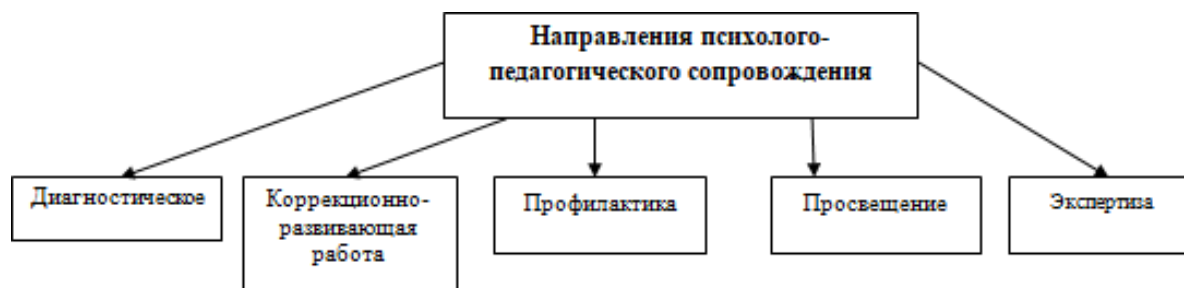 Направления психолого-
педагогического сопровождения
Диагностическое
Коррекционно-
развивающая
работа
Профилактика
Просвещение
Экспертиза